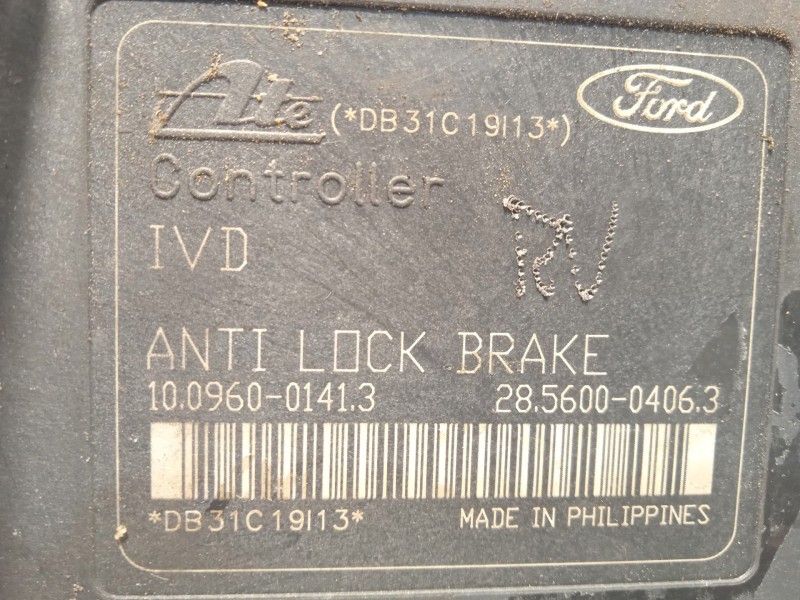 Ate (*DB31C19I13*) Ford
Controller
IVD
ANTI LOCK BRAKE
10.0960-0141.3 28.5600-0406.3
*DB31C19I13* MADE IN PHILIPPINES